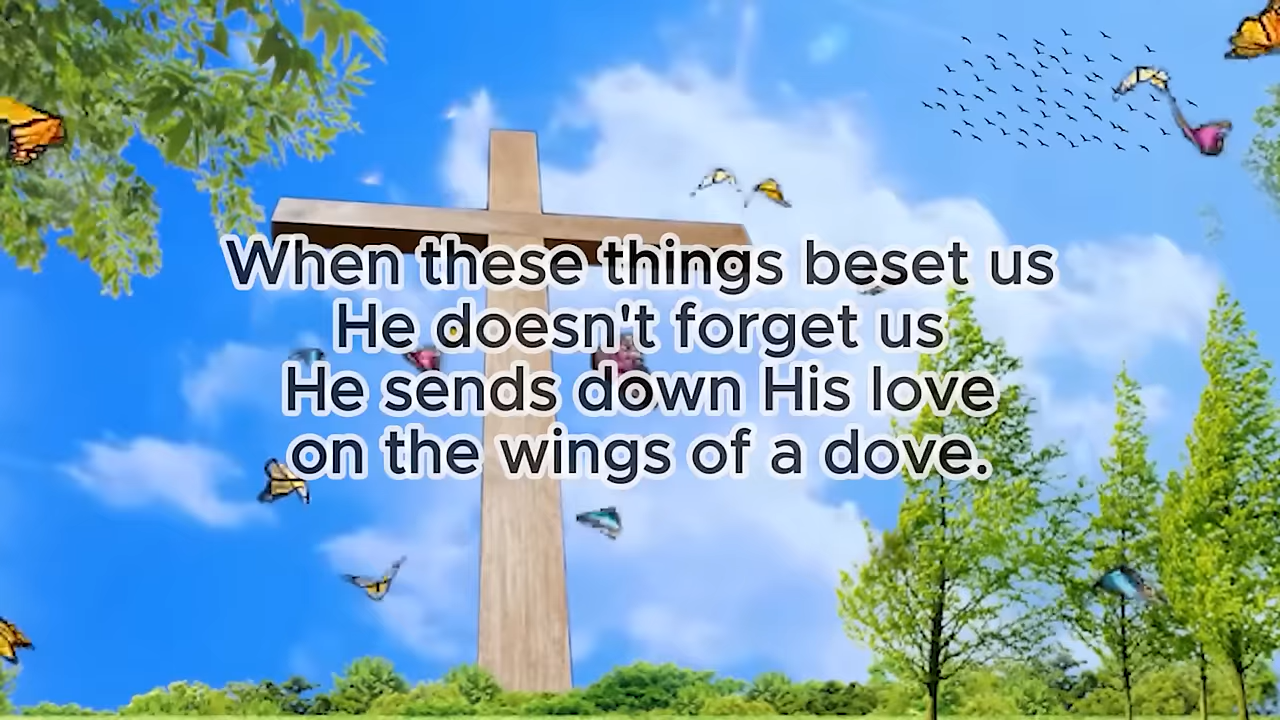 When these things beset us
He doesn't forget us
He sends down His love
on the wings of a dove.